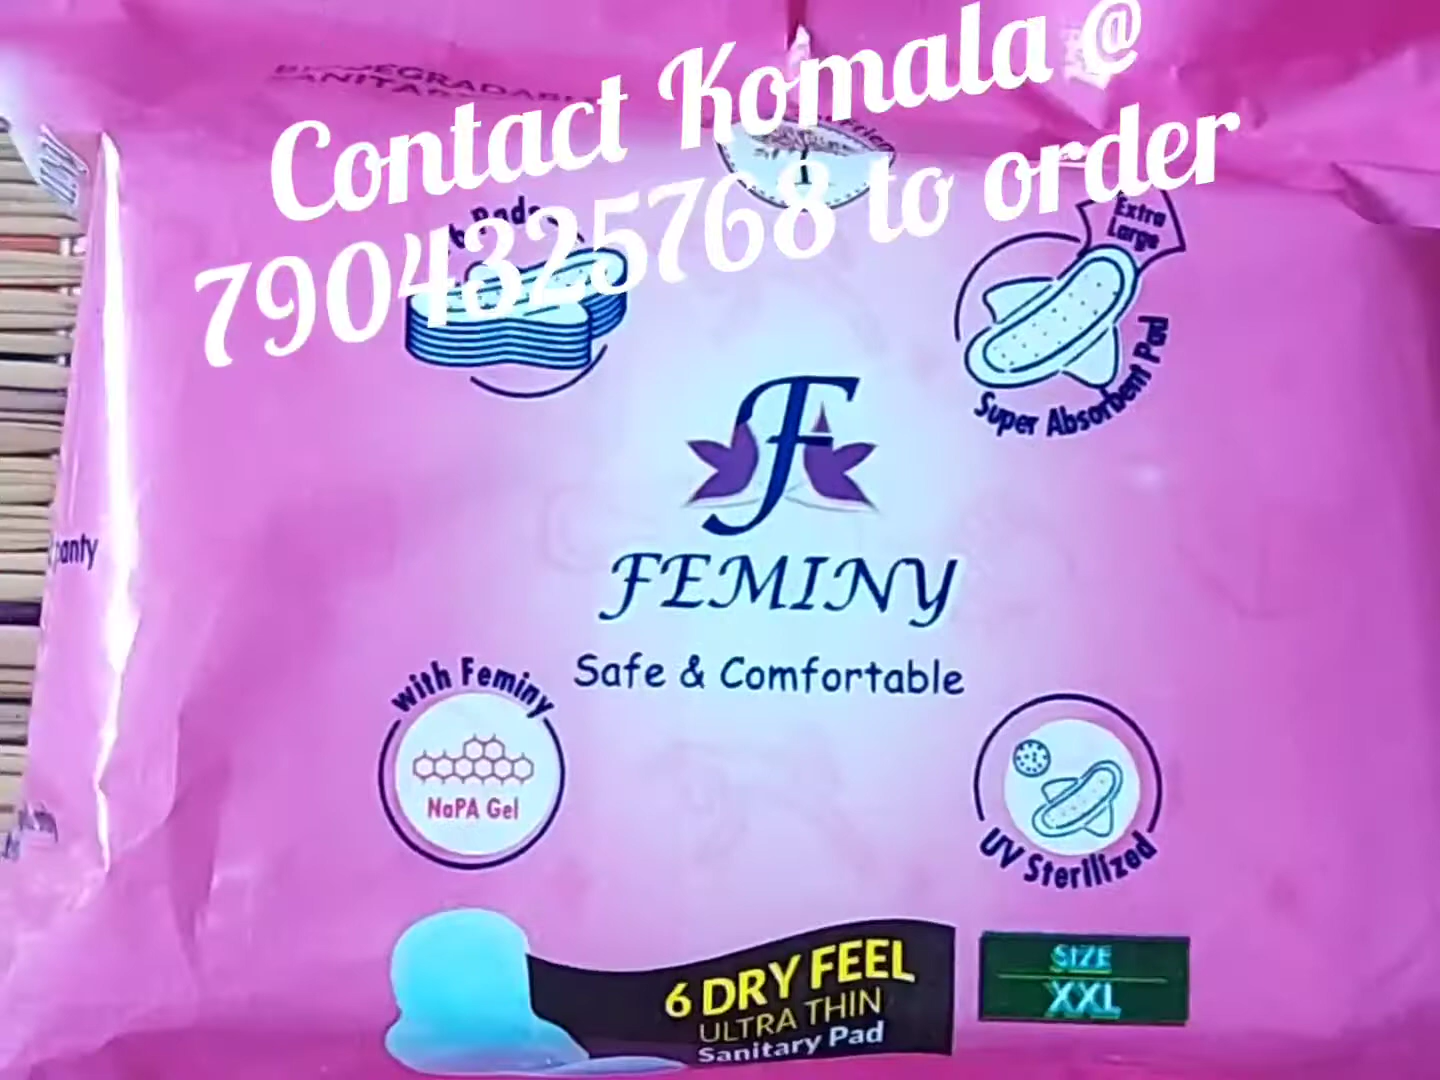 Contact Komala @
7904325768 to order
Pads
Extra
Large
Super Absorbent Pad
F
FEMINY
Safe & Comfortable
panty
with Feminy
NaPA Gel
UV Sterilized
6 DRY FEEL
ULTRA THIN
Sanitary Pad
SIZE
XXL